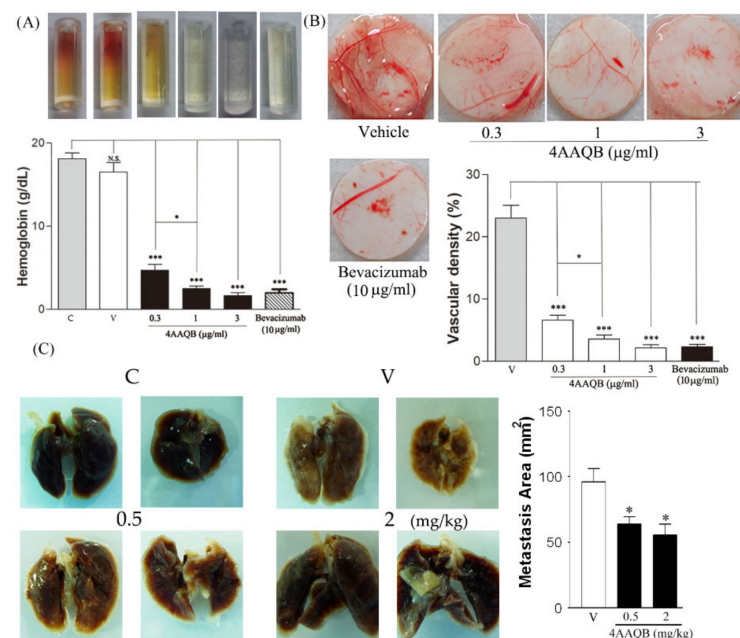 (A)
(B)
Vehicle
0.3 1 3
4AAQB (µg/ml)
Bevacizumab
(10 µg/ml)
Hemoglobin (g/dL)
20
10
0
N.S.
*
*** *** *** ***
C V 0.3 1 3 Bevacizumab
4AAQB (µg/ml) (10µg/ml)
Vascular density (%)
30
20
10
0
*
*** *** *** ***
V 0.3 1 3 Bevacizumab
4AAQB (µg/ml) (10µg/ml)
(C)
C V
0.5 2 (mg/kg)
Metastasis Area (mm2)
150
100
50
0
* *
V 0.5 2
4AAQB (mg/kg)